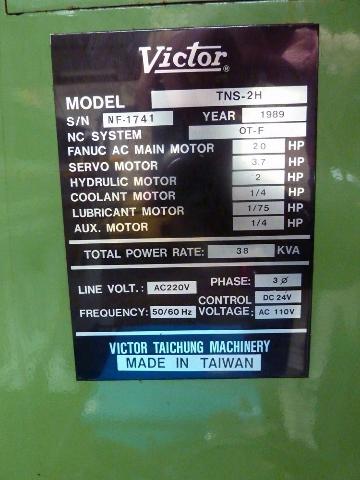 Victor®
MODEL TNS-2H
S/N NF-1741 YEAR 1989
NC SYSTEM OT-F
FANUC AC MAIN MOTOR 20 HP
SERVO MOTOR 3.7 HP
HYDRULIC MOTOR 2 HP
COOLANT MOTOR 1/4 HP
LUBRICANT MOTOR 1/75 HP
AUX. MOTOR 1/4 HP
TOTAL POWER RATE: 38 KVA
LINE VOLT.: AC220V PHASE: 3 Ø
CONTROL DC 24V
FREQUENCY: 50/60 Hz VOLTAGE: AC 110V
VICTOR TAICHUNG MACHINERY
MADE IN TAIWAN